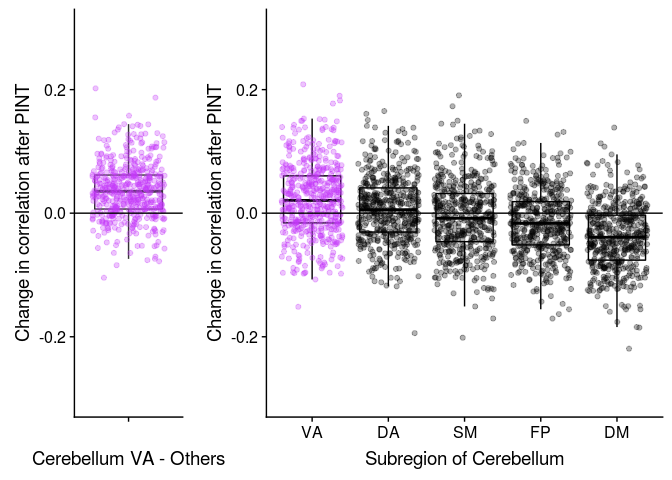 Change in correlation after PINT
0.2
0.0
-0.2
Cerebellum VA - Others
Change in correlation after PINT
0.2
0.0
-0.2
VA DA SM FP DM
Subregion of Cerebellum